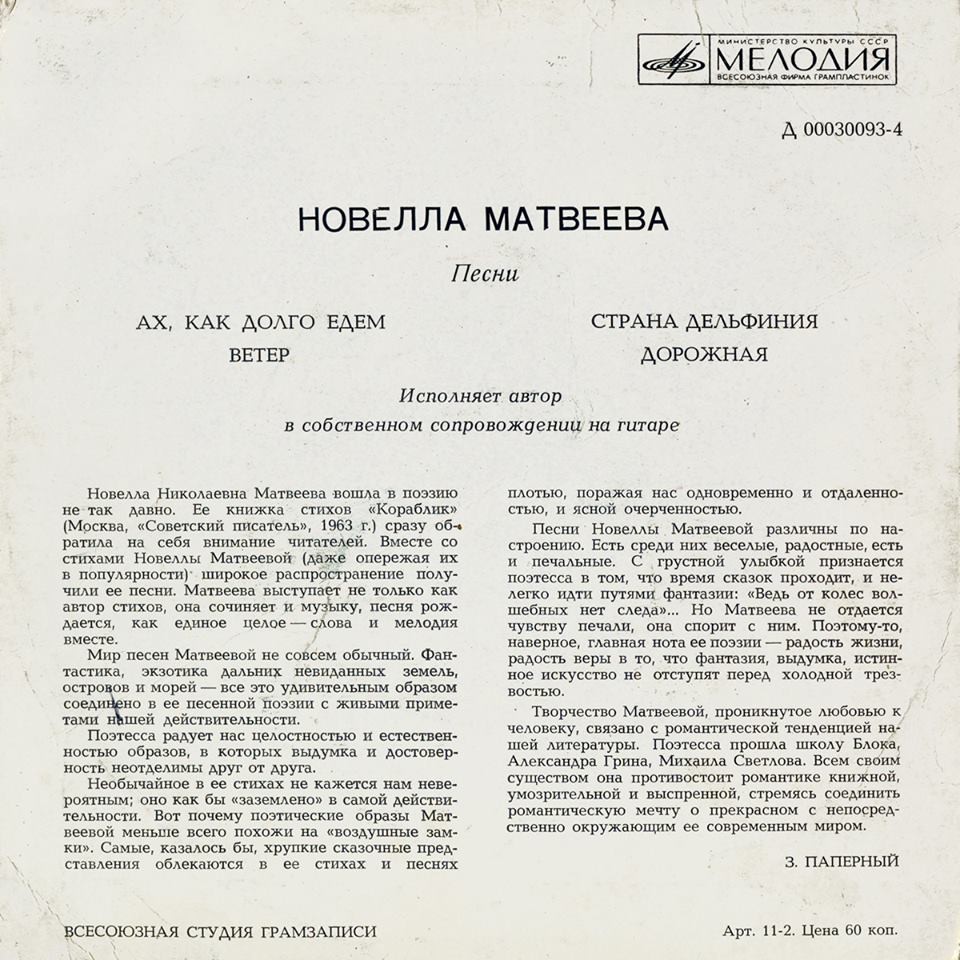 МИНИСТЕРСТВО КУЛЬТУРЫ СССР
МЕЛОДИЯ
ВСЕСОЮЗНАЯ ФИРМА ГРАМПЛАСТИНОК
Д 00030093-4
НОВЕЛЛА МАТВЕЕВА
Песни
АХ, КАК ДОЛГО ЕДЕМ
ВЕТЕР
СТРАНА ДЕЛЬФИНИЯ
ДОРОЖНАЯ
Исполняет автор
в собственном сопровождении на гитаре
Новелла Николаевна Матвеева вошла в поэзию
не так давно. Ее книжка стихов «Кораблик»
(Москва, «Советский писатель», 1963 г.) сразу об-
ратила на себя внимание читателей. Вместе со
стихами Новеллы Матвеевой (даже опережая их
в популярности) широкое распространение полу-
чили ее песни. Матвеева выступает не только как
автор стихов, она сочиняет и музыку, песня рож-
дается, как единое целое — слова и мелодия
вместе.
Мир песен Матвеевой не совсем обычный. Фан-
тастика, экзотика дальних невиданных земель,
островов и морей — все это удивительным образом
соединено в ее песенной поэзии с живыми приме-
тами нашей действительности.
Поэтесса радует нас целостностью и естествен-
ностью образов, в которых выдумка и достовер-
ность неотделимы друг от друга.
Необычайное в ее стихах не кажется нам неве-
роятным; оно как бы «заземлено» в самой действи-
тельности. Вот почему поэтические образы Мат-
веевой меньше всего похожи на «воздушные зам-
ки». Самые, казалось бы, хрупкие сказочные пред-
ставления облекаются в ее стихах и песнях
плотью, поражая нас одновременно и отдаленно-
стью, и ясной очерченностью.
Песни Новеллы Матвеевой различны по на-
строению. Есть среди них веселые, радостные, есть
и печальные. С грустной улыбкой признается
поэтесса в том, что время сказок проходит, и не-
легко идти путями фантазии: «Ведь от колес вол-
шебных нет следа»... Но Матвеева не отдается
чувству печали, она спорит с ним. Поэтому-то,
наверное, главная нота ее поэзии — радость жизни,
радость веры в то, что фантазия, выдумка, истин-
ное искусство не отступят перед холодной трез-
востью.
Творчество Матвеевой, проникнутое любовью к
человеку, связано с романтической тенденцией на-
шей литературы. Поэтесса прошла школу Блока,
Александра Грина, Михаила Светлова. Всем своим
существом она противостоит романтике книжной,
умозрительной и выспренной, стремясь соединить
романтическую мечту о прекрасном с непосред-
ственно окружающим ее современным миром.
З. ПАПЕРНЫЙ
ВСЕСОЮЗНАЯ СТУДИЯ ГРАМЗАПИСИ
Арт. 11-2. Цена 60 коп.